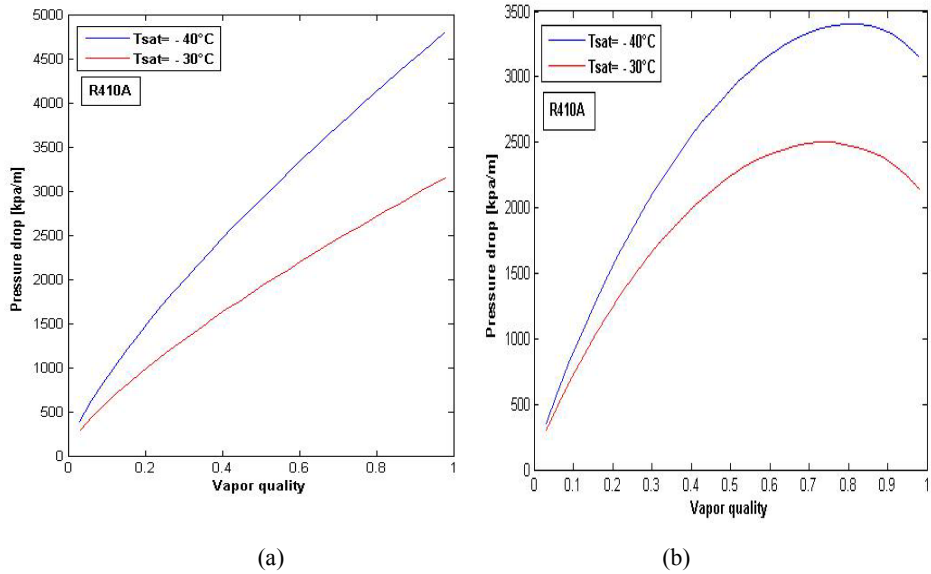 5000
4500
4000
3500
3000
2500
2000
1500
1000
500
0
Pressure drop [kpa/m]
Tsat= - 40°C
Tsat= - 30°C
R410A
0 0.2 0.4 0.6 0.8 1
Vapor quality
(a)
3500
3000
2500
2000
1500
1000
500
0
Pressure drop [kpa/m]
Tsat= - 40°C
Tsat= - 30°C
R410A
0 0.1 0.2 0.3 0.4 0.5 0.6 0.7 0.8 0.9 1
Vapor quality
(b)